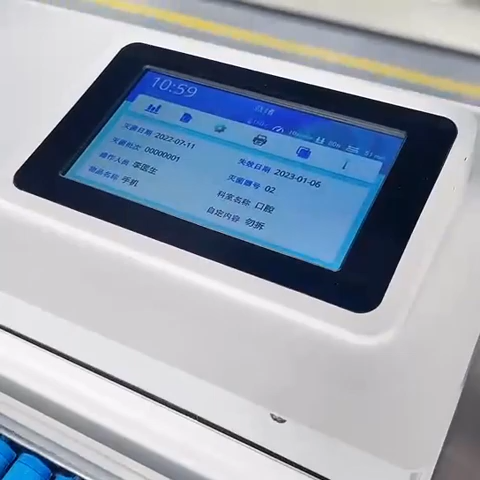 10:59
灭菌日期 2022-07-11
失效日期 2023-01-06
灭菌批次 00000001
灭菌器号 02
操作人员 李医生
科室名称 口腔
物品名称 手机
自定内容 勿拆